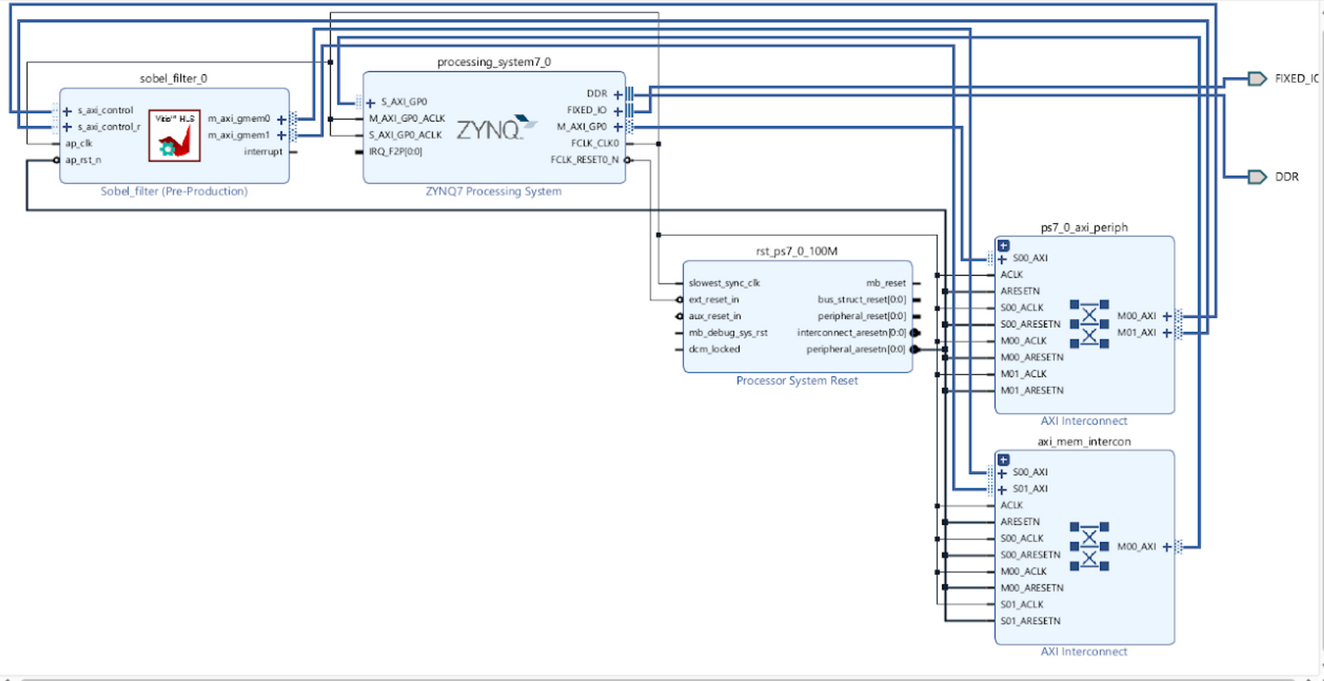 sobel_filter_0
s_axi_control
s_axi_control_r
ap_clk
ap_rst_n
Vitis™ HLS
m_axi_gmem0
m_axi_gmem1
interrupt
Sobel_filter (Pre-Production)
processing_system7_0
S_AXI_GP0
M_AXI_GP0_ACLK
S_AXI_GP0_ACLK
IRQ_F2P[0:0]
ZYNQ
DDR
FIXED_IO
M_AXI_GP0
FCLK_CLK0
FCLK_RESET0_N
ZYNQ7 Processing System
FIXED_IO
DDR
rst_ps7_0_100M
slowest_sync_clk
ext_reset_in
aux_reset_in
mb_debug_sys_rst
dcm_locked
mb_reset
bus_struct_reset[0:0]
peripheral_reset[0:0]
interconnect_aresetn[0:0]
peripheral_aresetn[0:0]
Processor System Reset
ps7_0_axi_periph
S00_AXI
ACLK
ARESETN
S00_ACLK
S00_ARESETN
M00_ACLK
M00_ARESETN
M01_ACLK
M01_ARESETN
M00_AXI
M01_AXI
AXI Interconnect
axi_mem_intercon
S00_AXI
S01_AXI
ACLK
ARESETN
S00_ACLK
S00_ARESETN
M00_ACLK
M00_ARESETN
S01_ACLK
S01_ARESETN
M00_AXI
AXI Interconnect